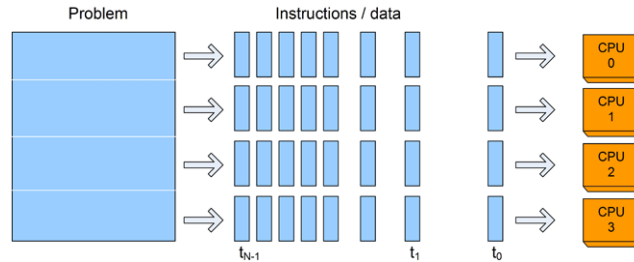 Problem
Instructions / data
CPU
0
CPU
1
CPU
2
CPU
3
tN-1
t1
t0